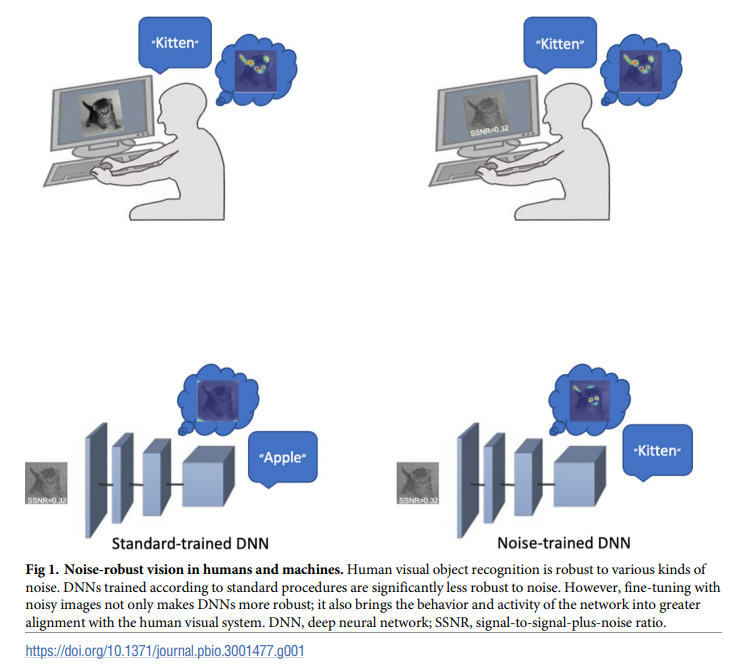 "Kitten"
"Kitten"
SSNR=0.32
"Apple"
"Kitten"
SSNR=0.32
SSNR=0.32
Standard-trained DNN
Noise-trained DNN
Fig 1. Noise-robust vision in humans and machines. Human visual object recognition is robust to various kinds of
noise. DNNs trained according to standard procedures are significantly less robust to noise. However, fine-tuning with
noisy images not only makes DNNs more robust; it also brings the behavior and activity of the network into greater
alignment with the human visual system. DNN, deep neural network; SSNR, signal-to-signal-plus-noise ratio.
https://doi.org/10.1371/journal.pbio.3001477.g001